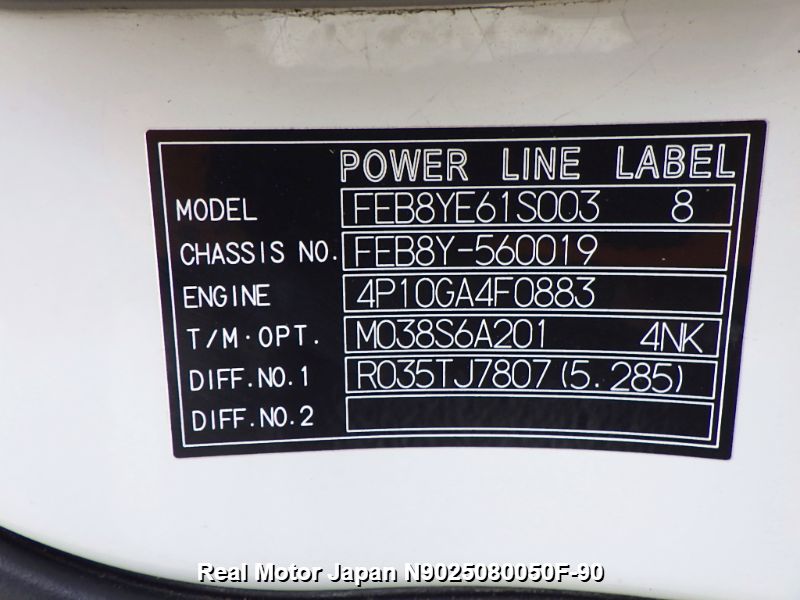 POWER LINE LABEL
MODEL FEB8YE61S003 8
CHASSIS NO. FEB8Y-560019
ENGINE 4P10GA4F0883
T/M·OPT. M038S6A201 4NK
DIFF.NO.1 R035TJ7807(5.285)
DIFF.NO.2
Real Motor Japan N9025080050F-90